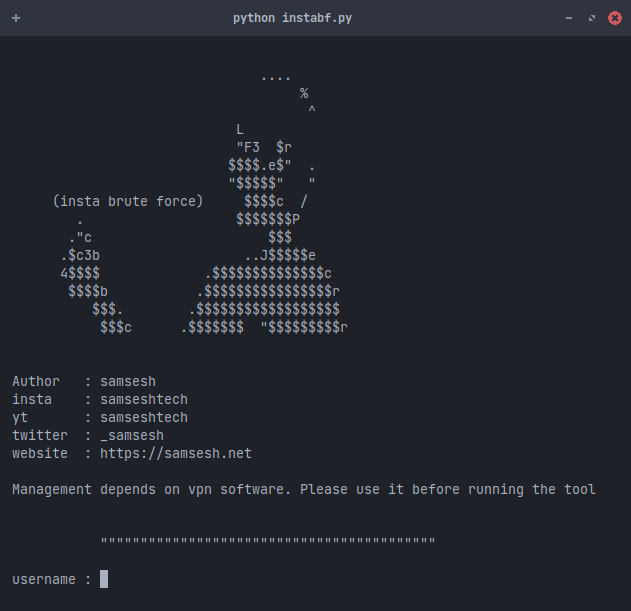 python instabf.py
....
%
^
L
"F3  $r
$$$$.e$"  .
"$$$$$"   "
(insta brute force)     $$$$c  /
.                   $$$$$$$P
."c                      $$$
.$c3b                  ..J$$$$$e
4$$$$             .$$$$$$$$$$$$$$c
$$$$b           .$$$$$$$$$$$$$$$$r
$$$.        .$$$$$$$$$$$$$$$$$$
$$$c      .$$$$$$$  "$$$$$$$$$r
Author   : samsesh
insta    : samseshtech
yt       : samseshtech
twitter  : _samsesh
website  : https://samsesh.net
Management depends on vpn software. Please use it before running the tool
""""""""""""""""""""""""""""""""""""""""""
username :